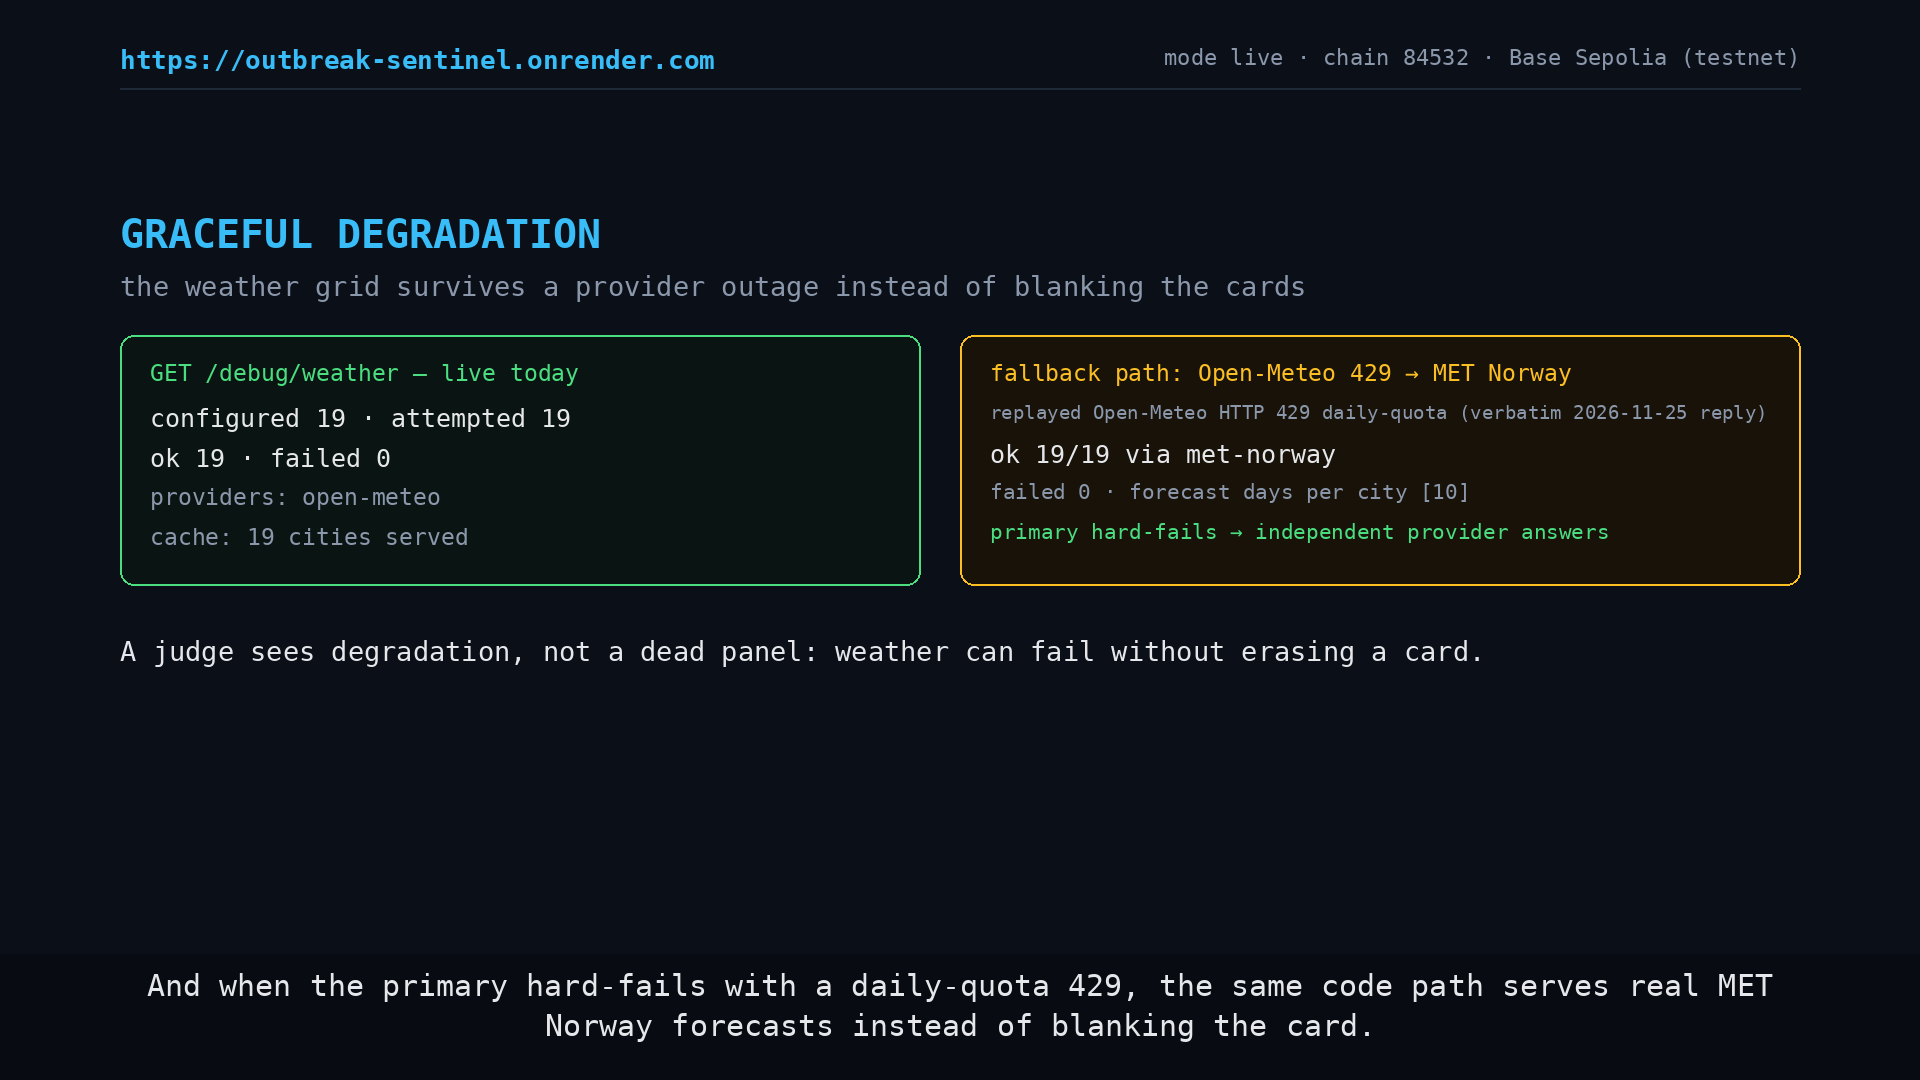 https://outbreak-sentinel.onrender.com
mode live · chain 84532 · Base Sepolia (testnet)
GRACEFUL DEGRADATION
the weather grid survives a provider outage instead of blanking the cards
GET /debug/weather — live today
configured 19 · attempted 19
ok 19 · failed 0
providers: open-meteo
cache: 19 cities served
fallback path: Open-Meteo 429 → MET Norway
replayed Open-Meteo HTTP 429 daily-quota (verbatim 2026-11-25 reply)
ok 19/19 via met-norway
failed 0 · forecast days per city [10]
primary hard-fails → independent provider answers
A judge sees degradation, not a dead panel: weather can fail without erasing a card.
And when the primary hard-fails with a daily-quota 429, the same code path serves real MET
Norway forecasts instead of blanking the card.